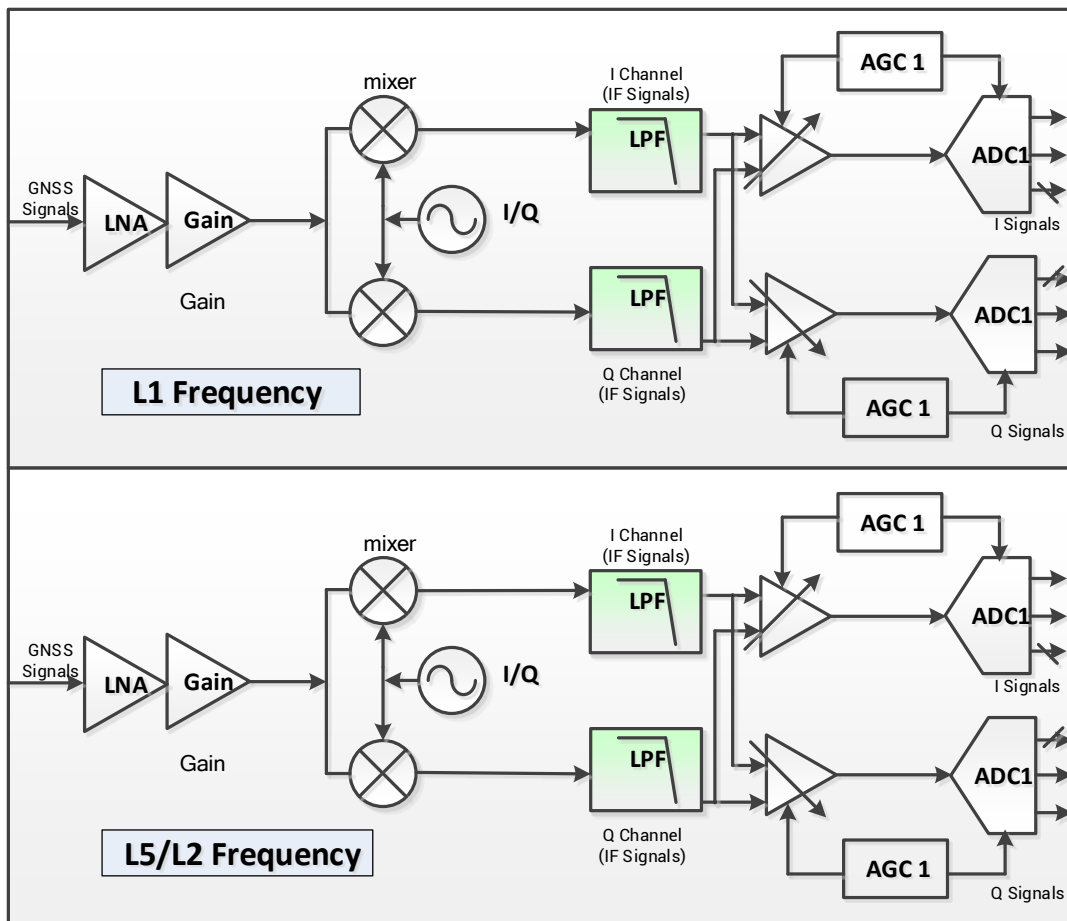 AGC 1
mixer
I Channel
(IF Signals)
LPF
ADC1
GNSS
Signals
LNA
Gain
I/Q
I Signals
Gain
LPF
ADC1
L1 Frequency
Q Channel
(IF Signals)
AGC 1
Q Signals
AGC 1
mixer
I Channel
(IF Signals)
LPF
ADC1
GNSS
Signals
LNA
Gain
I/Q
I Signals
Gain
LPF
ADC1
L5/L2 Frequency
Q Channel
(IF Signals)
AGC 1
Q Signals